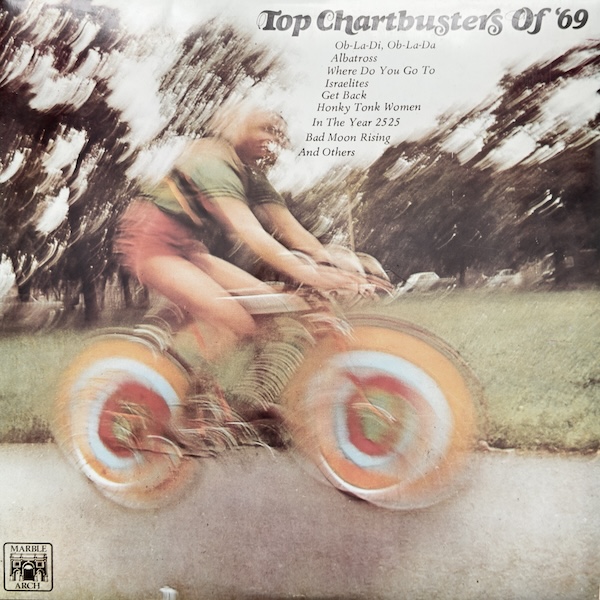 Top Chartbusters Of '69
Ob-La-Di, Ob-La-Da
Albatross
Where Do You Go To
Israelites
Get Back
Honky Tonk Women
In The Year 2525
Bad Moon Rising
And Others
MARBLE
ARCH